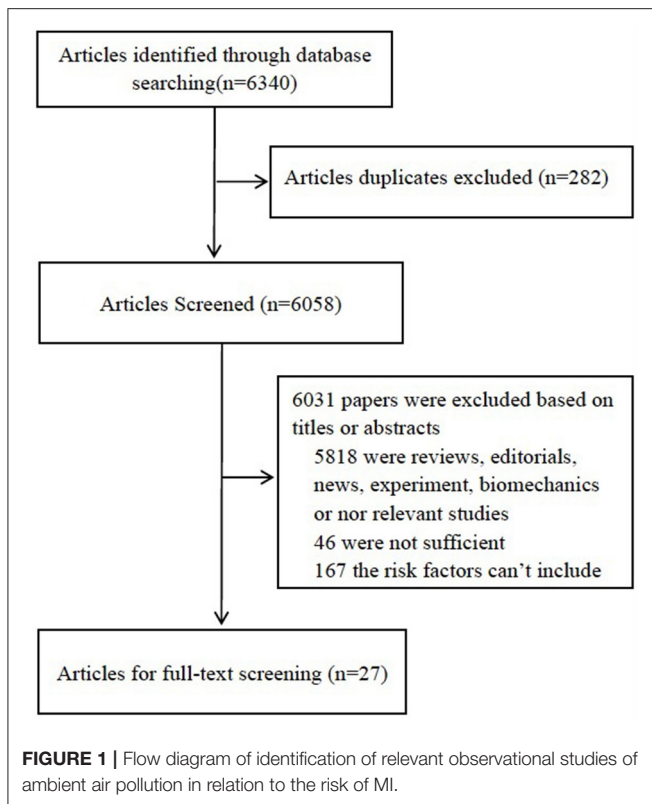 Articles identified through database
searching(n=6340)
Articles duplicates excluded (n=282)
Articles Screened (n=6058)
6031 papers were excluded based on
titles or abstracts
5818 were reviews, editorials,
news, experiment, biomechanics
or nor relevant studies
46 were not sufficient
167 the risk factors can't include
Articles for full-text screening (n=27)
FIGURE 1 | Flow diagram of identification of relevant observational studies of
ambient air pollution in relation to the risk of MI.